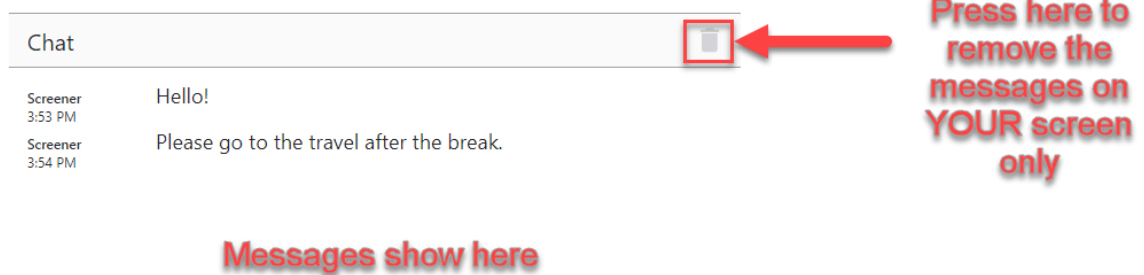 Chat
Press here to
remove the
messages on
YOUR screen
only
Screener
3:53 PM
Hello!
Screener
3:54 PM
Please go to the travel after the break.
Messages show here